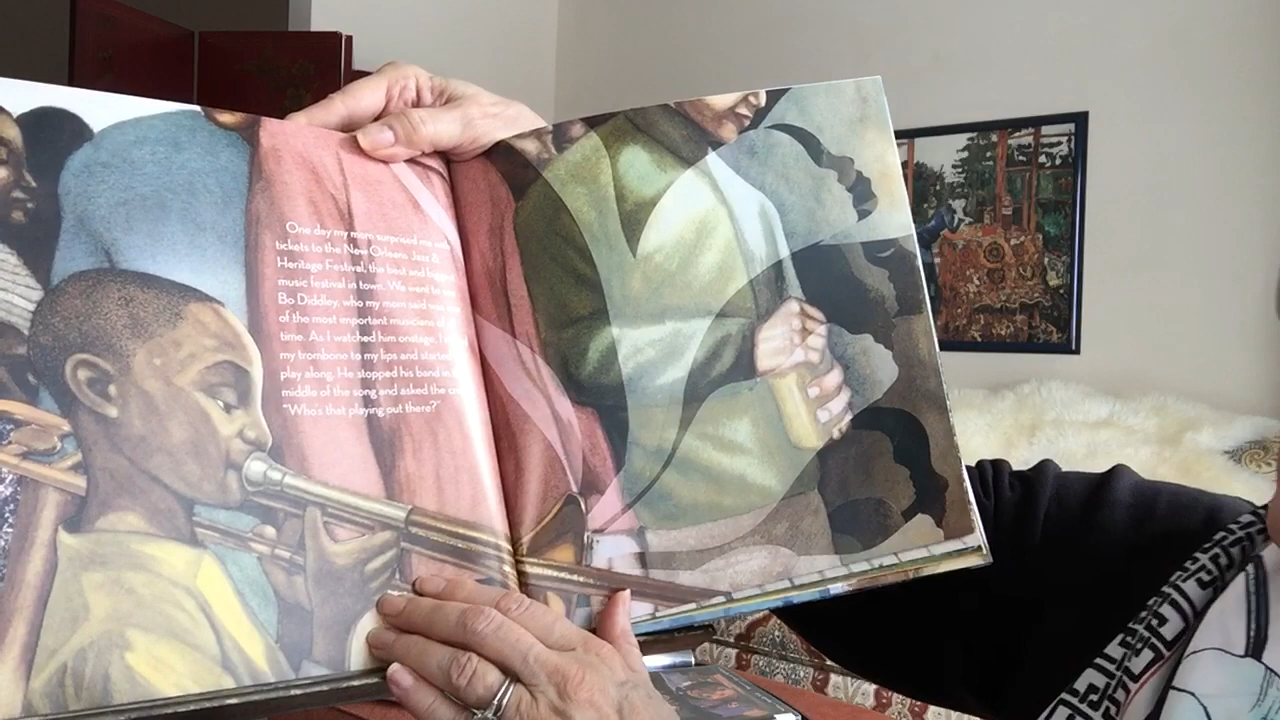 One day my mom surprised me with
tickets to the New Orleans Jazz &
Heritage Festival, the best and biggest
music festival in town. We went to
Bo Diddley, who my mom said was
of the most important musicians of
time. As I watched him onstage, I
my trombone to my lips and started
play along. He stopped his band in
middle of the song and asked the
"Who's that playing out there?"